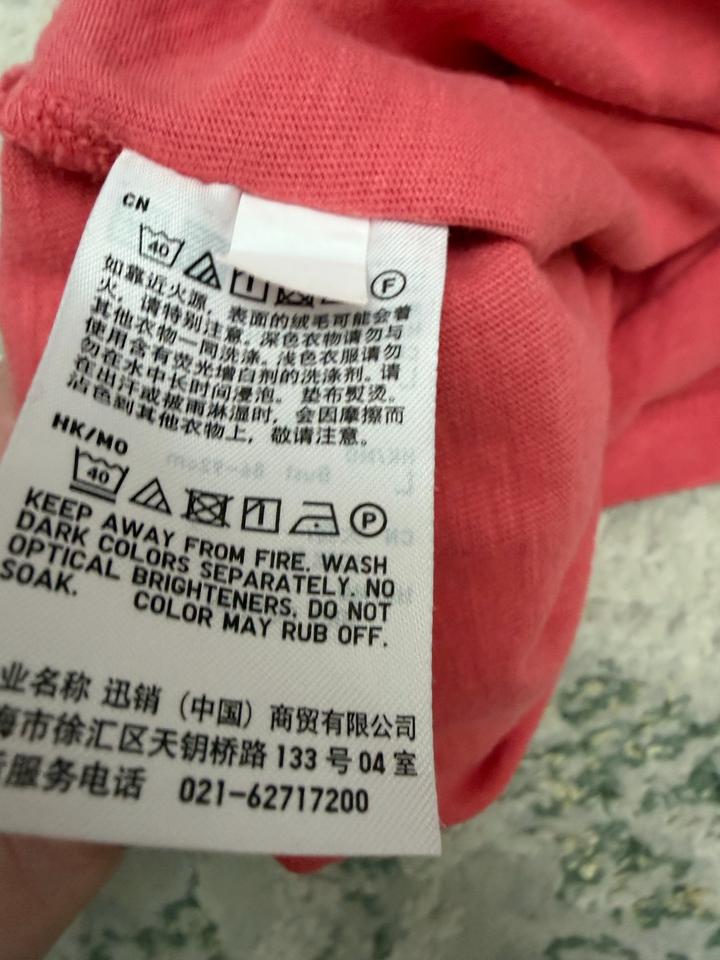 CN
40
F
如靠近火源，表面的绒毛可能会着
火，请特别注意。深色衣物请勿与
其他衣物一同洗涤。浅色衣服请勿
使用含有荧光增白剂的洗涤剂。请
勿在水中长时间浸泡。垫布熨烫。
在出汗或被雨淋湿时，会因摩擦而
沾色到其他衣物上，敬请注意。
HK/MO
40
P
KEEP AWAY FROM FIRE. WASH
DARK COLORS SEPARATELY. NO
OPTICAL BRIGHTENERS. DO NOT
SOAK. COLOR MAY RUB OFF.
业名称 迅销（中国）商贸有限公司
海市徐汇区天钥桥路 133 号 04 室
服务电话 021-62717200